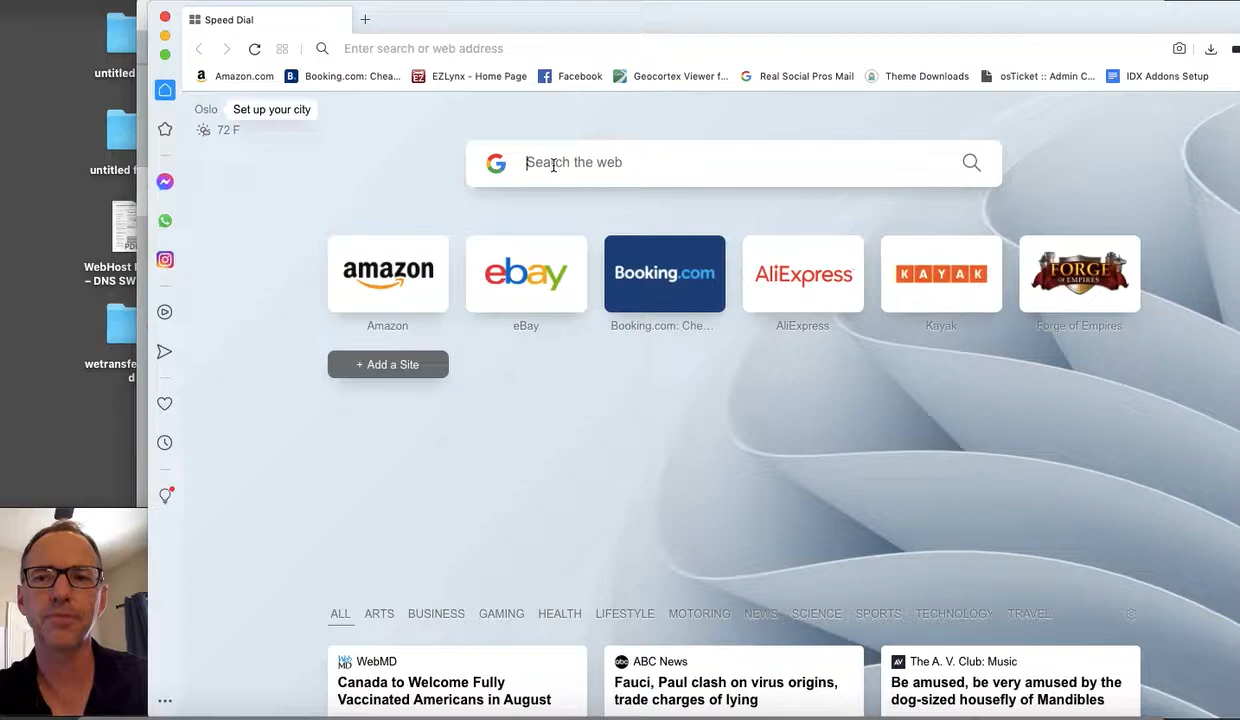 untitled
untitled f
PDF
WebHost
– DNS SW
wetransfe
d
Speed Dial
Enter search or web address
Amazon.com
Booking.com: Chea...
EZLynx - Home Page
Facebook
Geocortex Viewer f...
Real Social Pros Mail
Theme Downloads
osTicket :: Admin C...
IDX Addons Setup
Oslo
Set up your city
72 F
Search the web
amazon
ebay
Booking.com
AliExpress
KAYAK
FORGE
OF EMPIRES
Amazon
eBay
Booking.com: Che...
AliExpress
Kayak
Forge of Empires
+ Add a Site
ALL ARTS BUSINESS GAMING HEALTH LIFESTYLE MOTORING NEWS SCIENCE SPORTS TECHNOLOGY TRAVEL
Web
MD
WebMD
Canada to Welcome Fully
Vaccinated Americans in August
abc
ABC News
Fauci, Paul clash on virus origins,
trade charges of lying
AV
The A. V. Club: Music
Be amused, be very amused by the
dog-sized housefly of Mandibles